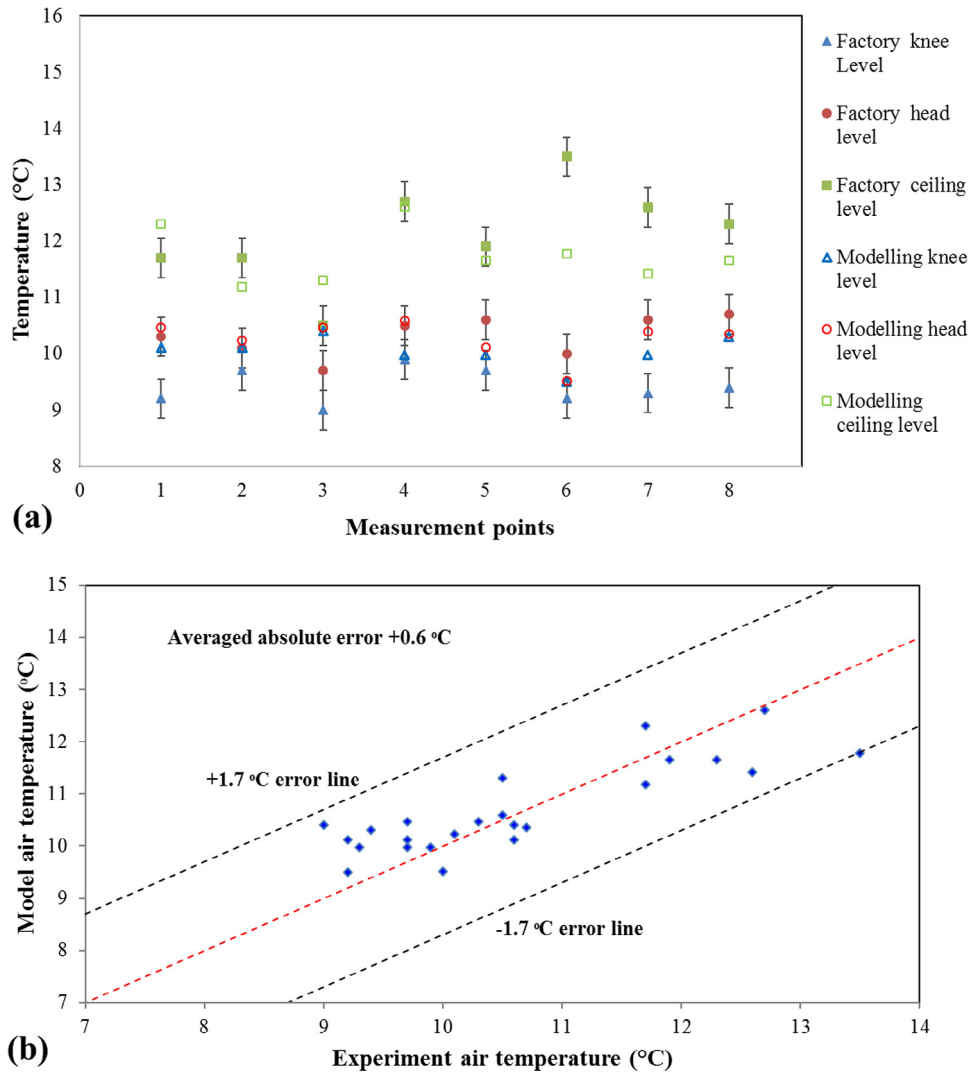 16
15
14
13
12
11
10
9
8
Temperature (°C)
0 1 2 3 4 5 6 7 8
Measurement points
(a)
Factory knee
Level
Factory head
level
Factory ceiling
level
Modelling knee
level
Modelling head
level
Modelling
ceiling level
15
14
13
12
11
10
9
8
7
Model air temperature (°C)
Averaged absolute error +0.6 °C
+1.7 °C error line
-1.7 °C error line
7 8 9 10 11 12 13 14
Experiment air temperature (°C)
(b)